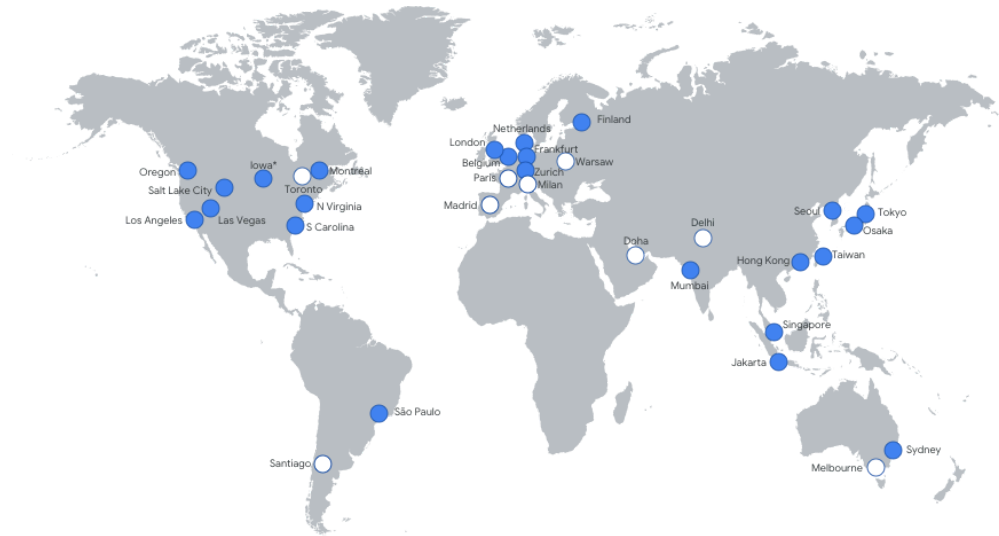 Finland
Netherlands
London
Frankfurt
Belgium
Warsaw
Paris
Zurich
Milan
Madrid
Oregon
Iowa*
Montréal
Salt Lake City
Toronto
N Virginia
Los Angeles
Las Vegas
S Carolina
Seoul
Tokyo
Osaka
Delhi
Doha
Hong Kong
Taiwan
Mumbai
Singapore
Jakarta
São Paulo
Santiago
Sydney
Melbourne